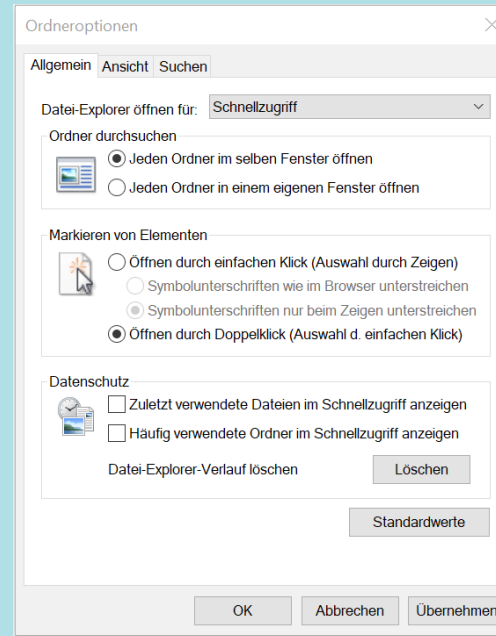 Ordneroptionen
Allgemein Ansicht Suchen
Datei-Explorer öffnen für: Schnellzugriff
Ordner durchsuchen
Jeden Ordner im selben Fenster öffnen
Jeden Ordner in einem eigenen Fenster öffnen
Markieren von Elementen
Öffnen durch einfachen Klick (Auswahl durch Zeigen)
Symbolunterschriften wie im Browser unterstreichen
Symbolunterschriften nur beim Zeigen unterstreichen
Öffnen durch Doppelklick (Auswahl d. einfachen Klick)
Datenschutz
Zuletzt verwendete Dateien im Schnellzugriff anzeigen
Häufig verwendete Ordner im Schnellzugriff anzeigen
Datei-Explorer-Verlauf löschen Löschen
Standardwerte
OK Abbrechen Übernehmen